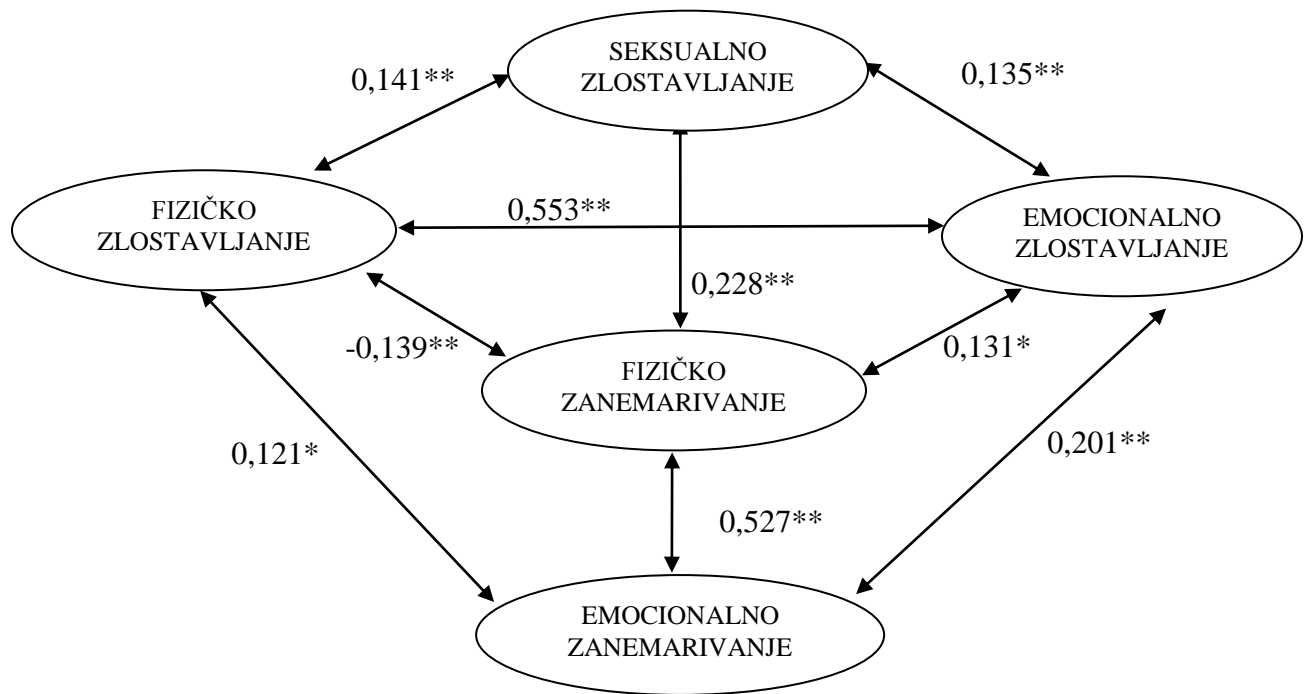 SEKSUALNO
ZLOSTAVLJANJE
0,141**
0,135**
FIZIČKO
ZLOSTAVLJANJE
0,553**
EMOCIONALNO
ZLOSTAVLJANJE
0,228**
-0,139**
0,131*
FIZIČKO
ZANEMARIVANJE
0,121*
0,201**
0,527**
EMOCIONALNO
ZANEMARIVANJE